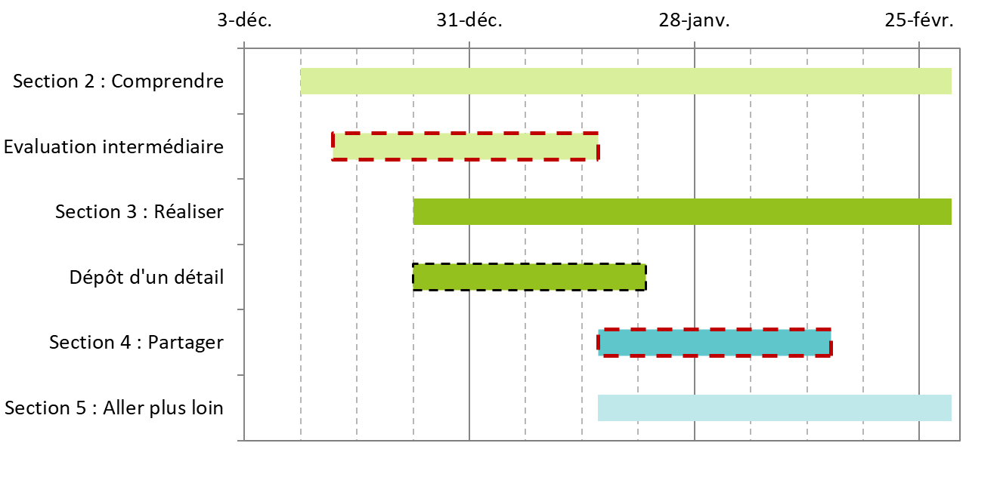 3-déc. 31-déc. 28-janv. 25-févr.
Section 2 : Comprendre
Evaluation intermédiaire
Section 3 : Réaliser
Dépôt d'un détail
Section 4 : Partager
Section 5 : Aller plus loin